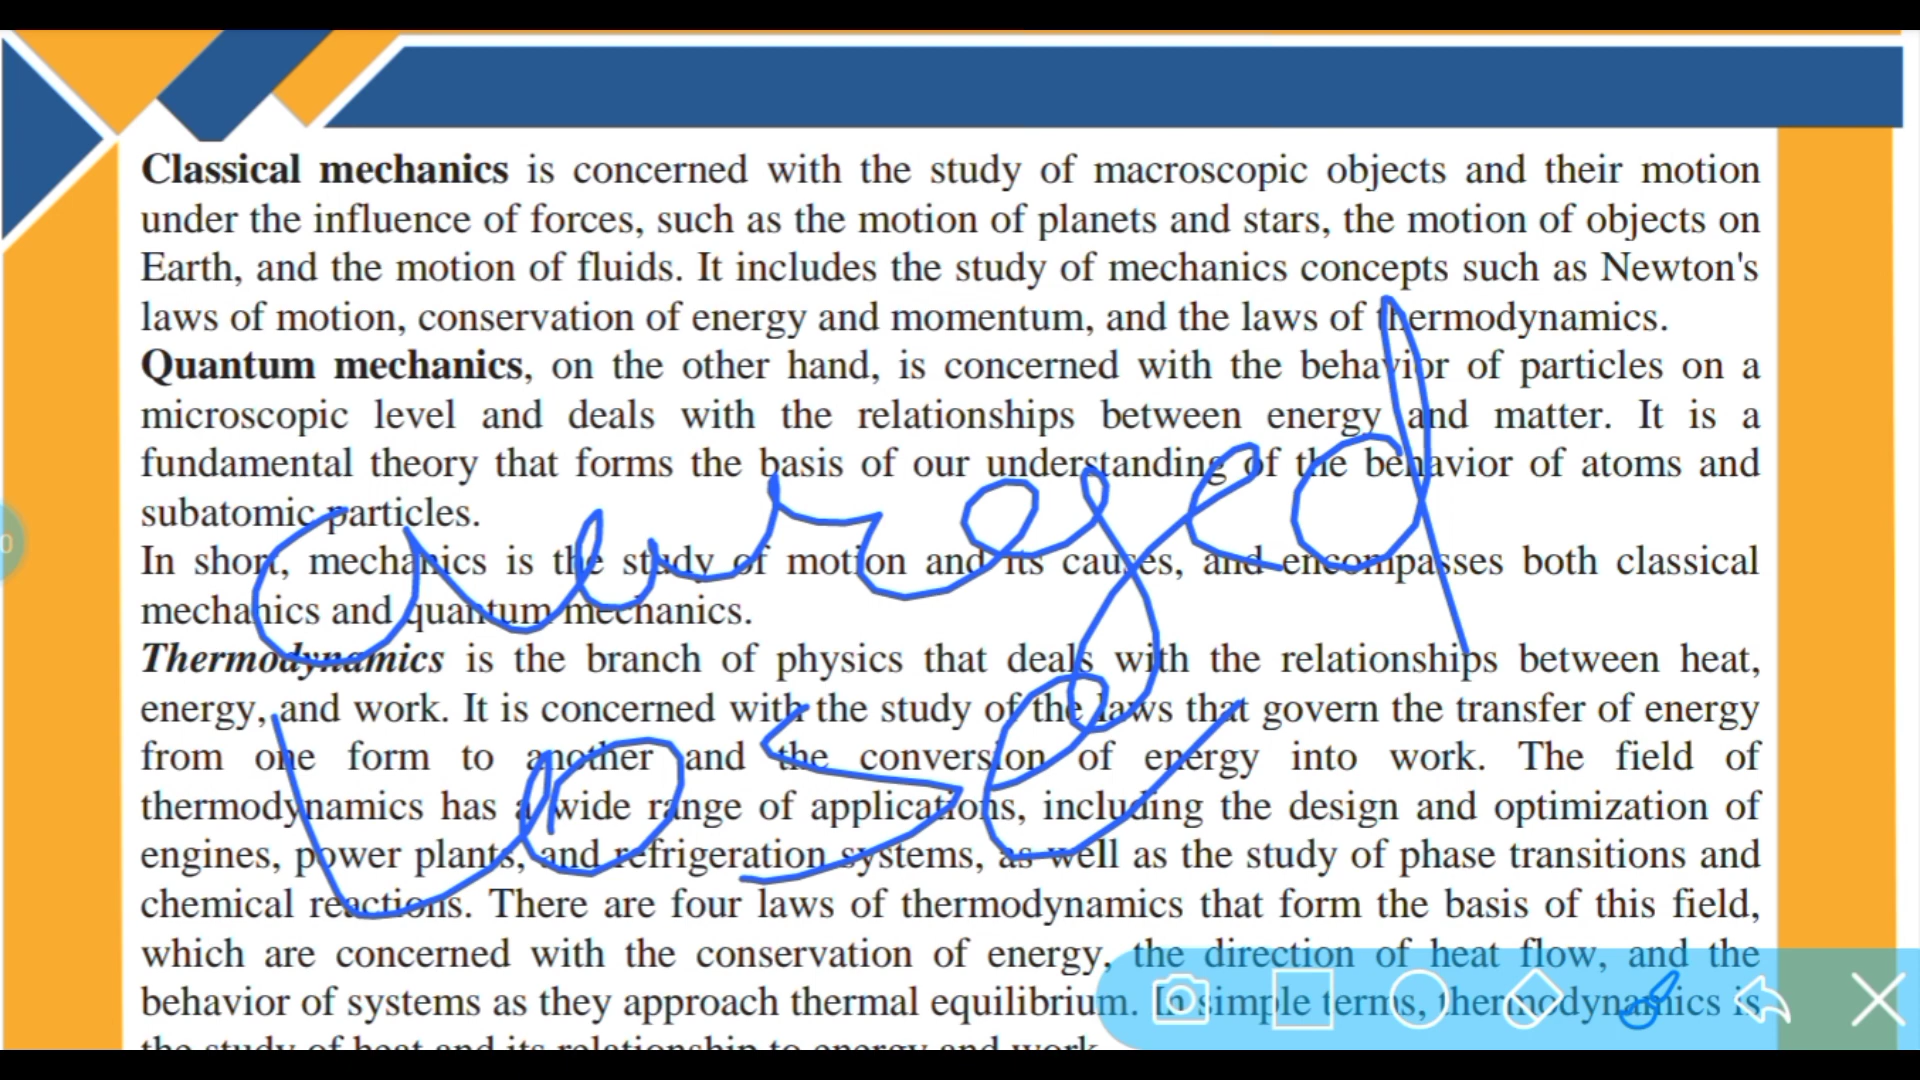 Classical mechanics is concerned with the study of macroscopic objects and their motion
under the influence of forces, such as the motion of planets and stars, the motion of objects on
Earth, and the motion of fluids. It includes the study of mechanics concepts such as Newton's
laws of motion, conservation of energy and momentum, and the laws of thermodynamics.
Quantum mechanics, on the other hand, is concerned with the behavior of particles on a
microscopic level and deals with the relationships between energy and matter. It is a
fundamental theory that forms the basis of our understanding of the behavior of atoms and
subatomic particles.
In short, mechanics is the study of motion and its causes, and encompasses both classical
mechanics and quantum mechanics.
Thermodynamics is the branch of physics that deals with the relationships between heat,
energy, and work. It is concerned with the study of the laws that govern the transfer of energy
from one form to another and the conversion of energy into work. The field of
thermodynamics has a wide range of applications, including the design and optimization of
engines, power plants, and refrigeration systems, as well as the study of phase transitions and
chemical reactions. There are four laws of thermodynamics that form the basis of this field,
which are concerned with the conservation of energy, the direction of heat flow, and the
behavior of systems as they approach thermal equilibrium. In simple terms, thermodynamics is
the study of heat and its relationship to energy and work.
Lose